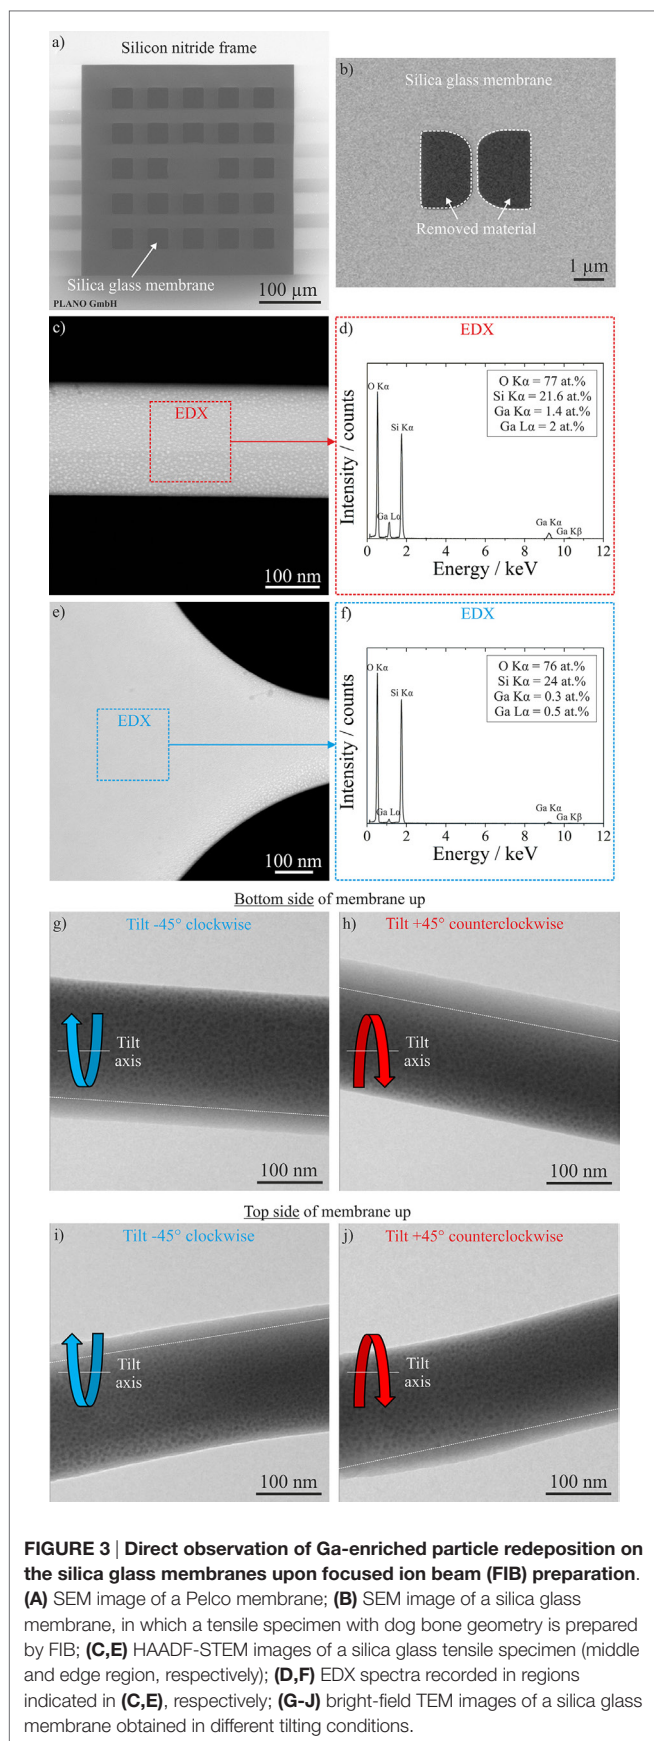 a)
Silicon nitride frame
Silica glass membrane
PLANO GmbH
100 µm
b)
Silica glass membrane
Removed material
1 µm
c)
EDX
100 nm
d)
EDX
O Kα = 77 at.%
Si Kα = 21.6 at.%
Ga Kα = 1.4 at.%
Ga Lα = 2 at.%
O Kα
Si Kα
Ga Lα
Ga Kα
Ga Kβ
Intensity / counts
0 2 4 6 8 10 12
Energy / keV
e)
EDX
100 nm
f)
EDX
O Kα = 76 at.%
Si Kα = 24 at.%
Ga Kα = 0.3 at.%
Ga Lα = 0.5 at.%
O Kα
Si Kα
Ga Lα
Ga Kα
Ga Kβ
Intensity / counts
0 2 4 6 8 10 12
Energy / keV
Bottom side of membrane up
g)
Tilt -45° clockwise
Tilt
axis
100 nm
h)
Tilt +45° counterclockwise
Tilt
axis
100 nm
Top side of membrane up
i)
Tilt -45° clockwise
Tilt
axis
100 nm
j)
Tilt +45° counterclockwise
Tilt
axis
100 nm
FIGURE 3 | Direct observation of Ga-enriched particle redeposition on
the silica glass membranes upon focused ion beam (FIB) preparation.
(A) SEM image of a Pelco membrane; (B) SEM image of a silica glass
membrane, in which a tensile specimen with dog bone geometry is prepared
by FIB; (C,E) HAADF-STEM images of a silica glass tensile specimen (middle
and edge region, respectively); (D,F) EDX spectra recorded in regions
indicated in (C,E), respectively; (G-J) bright-field TEM images of a silica glass
membrane obtained in different tilting conditions.